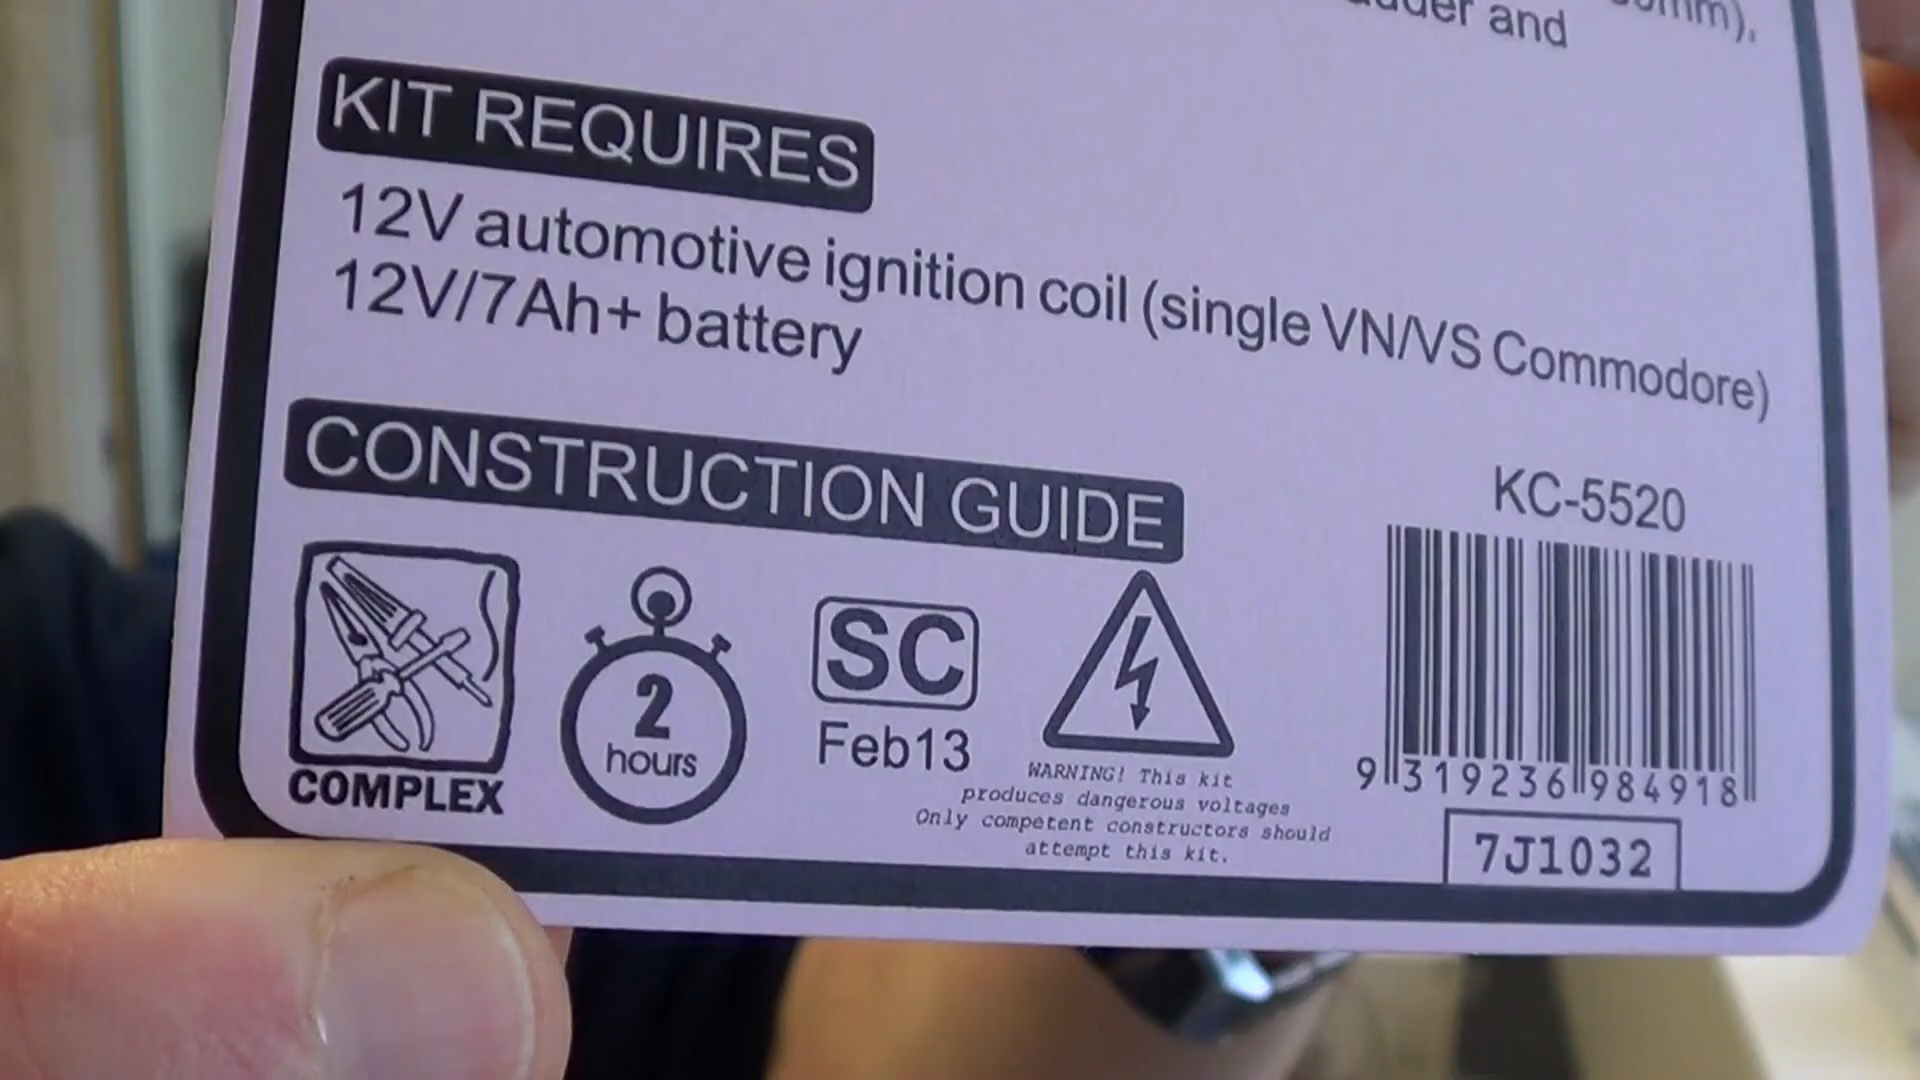 and
KIT REQUIRES
12V automotive ignition coil (single VN/VS Commodore)
12V/7Ah+ battery
CONSTRUCTION GUIDE
KC-5520
COMPLEX
2
hours
SC
Feb13
WARNING! This kit
produces dangerous voltages
Only competent constructors should
attempt this kit.
9 319236 984918
7J1032